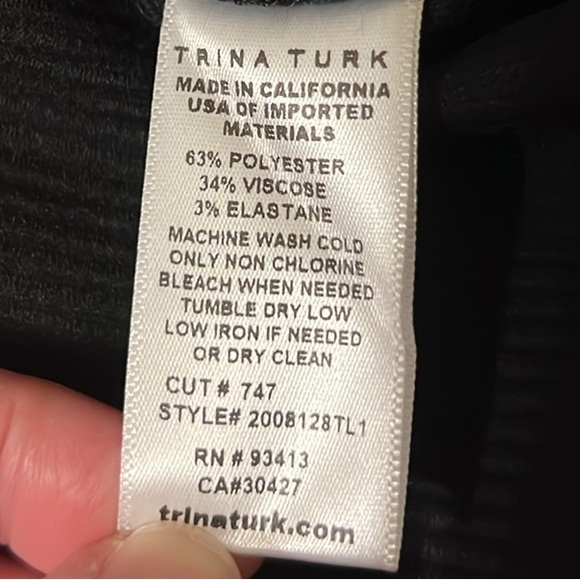 TRINA TURK
MADE IN CALIFORNIA
USA OF IMPORTED
MATERIALS
63% POLYESTER
34% VISCOSE
3% ELASTANE
MACHINE WASH COLD
ONLY NON CHLORINE
BLEACH WHEN NEEDED
TUMBLE DRY LOW
LOW IRON IF NEEDED
OR DRY CLEAN
CUT# 747
STYLE# 2008128TL1
RN # 93413
CA#30427
trinaturk.com